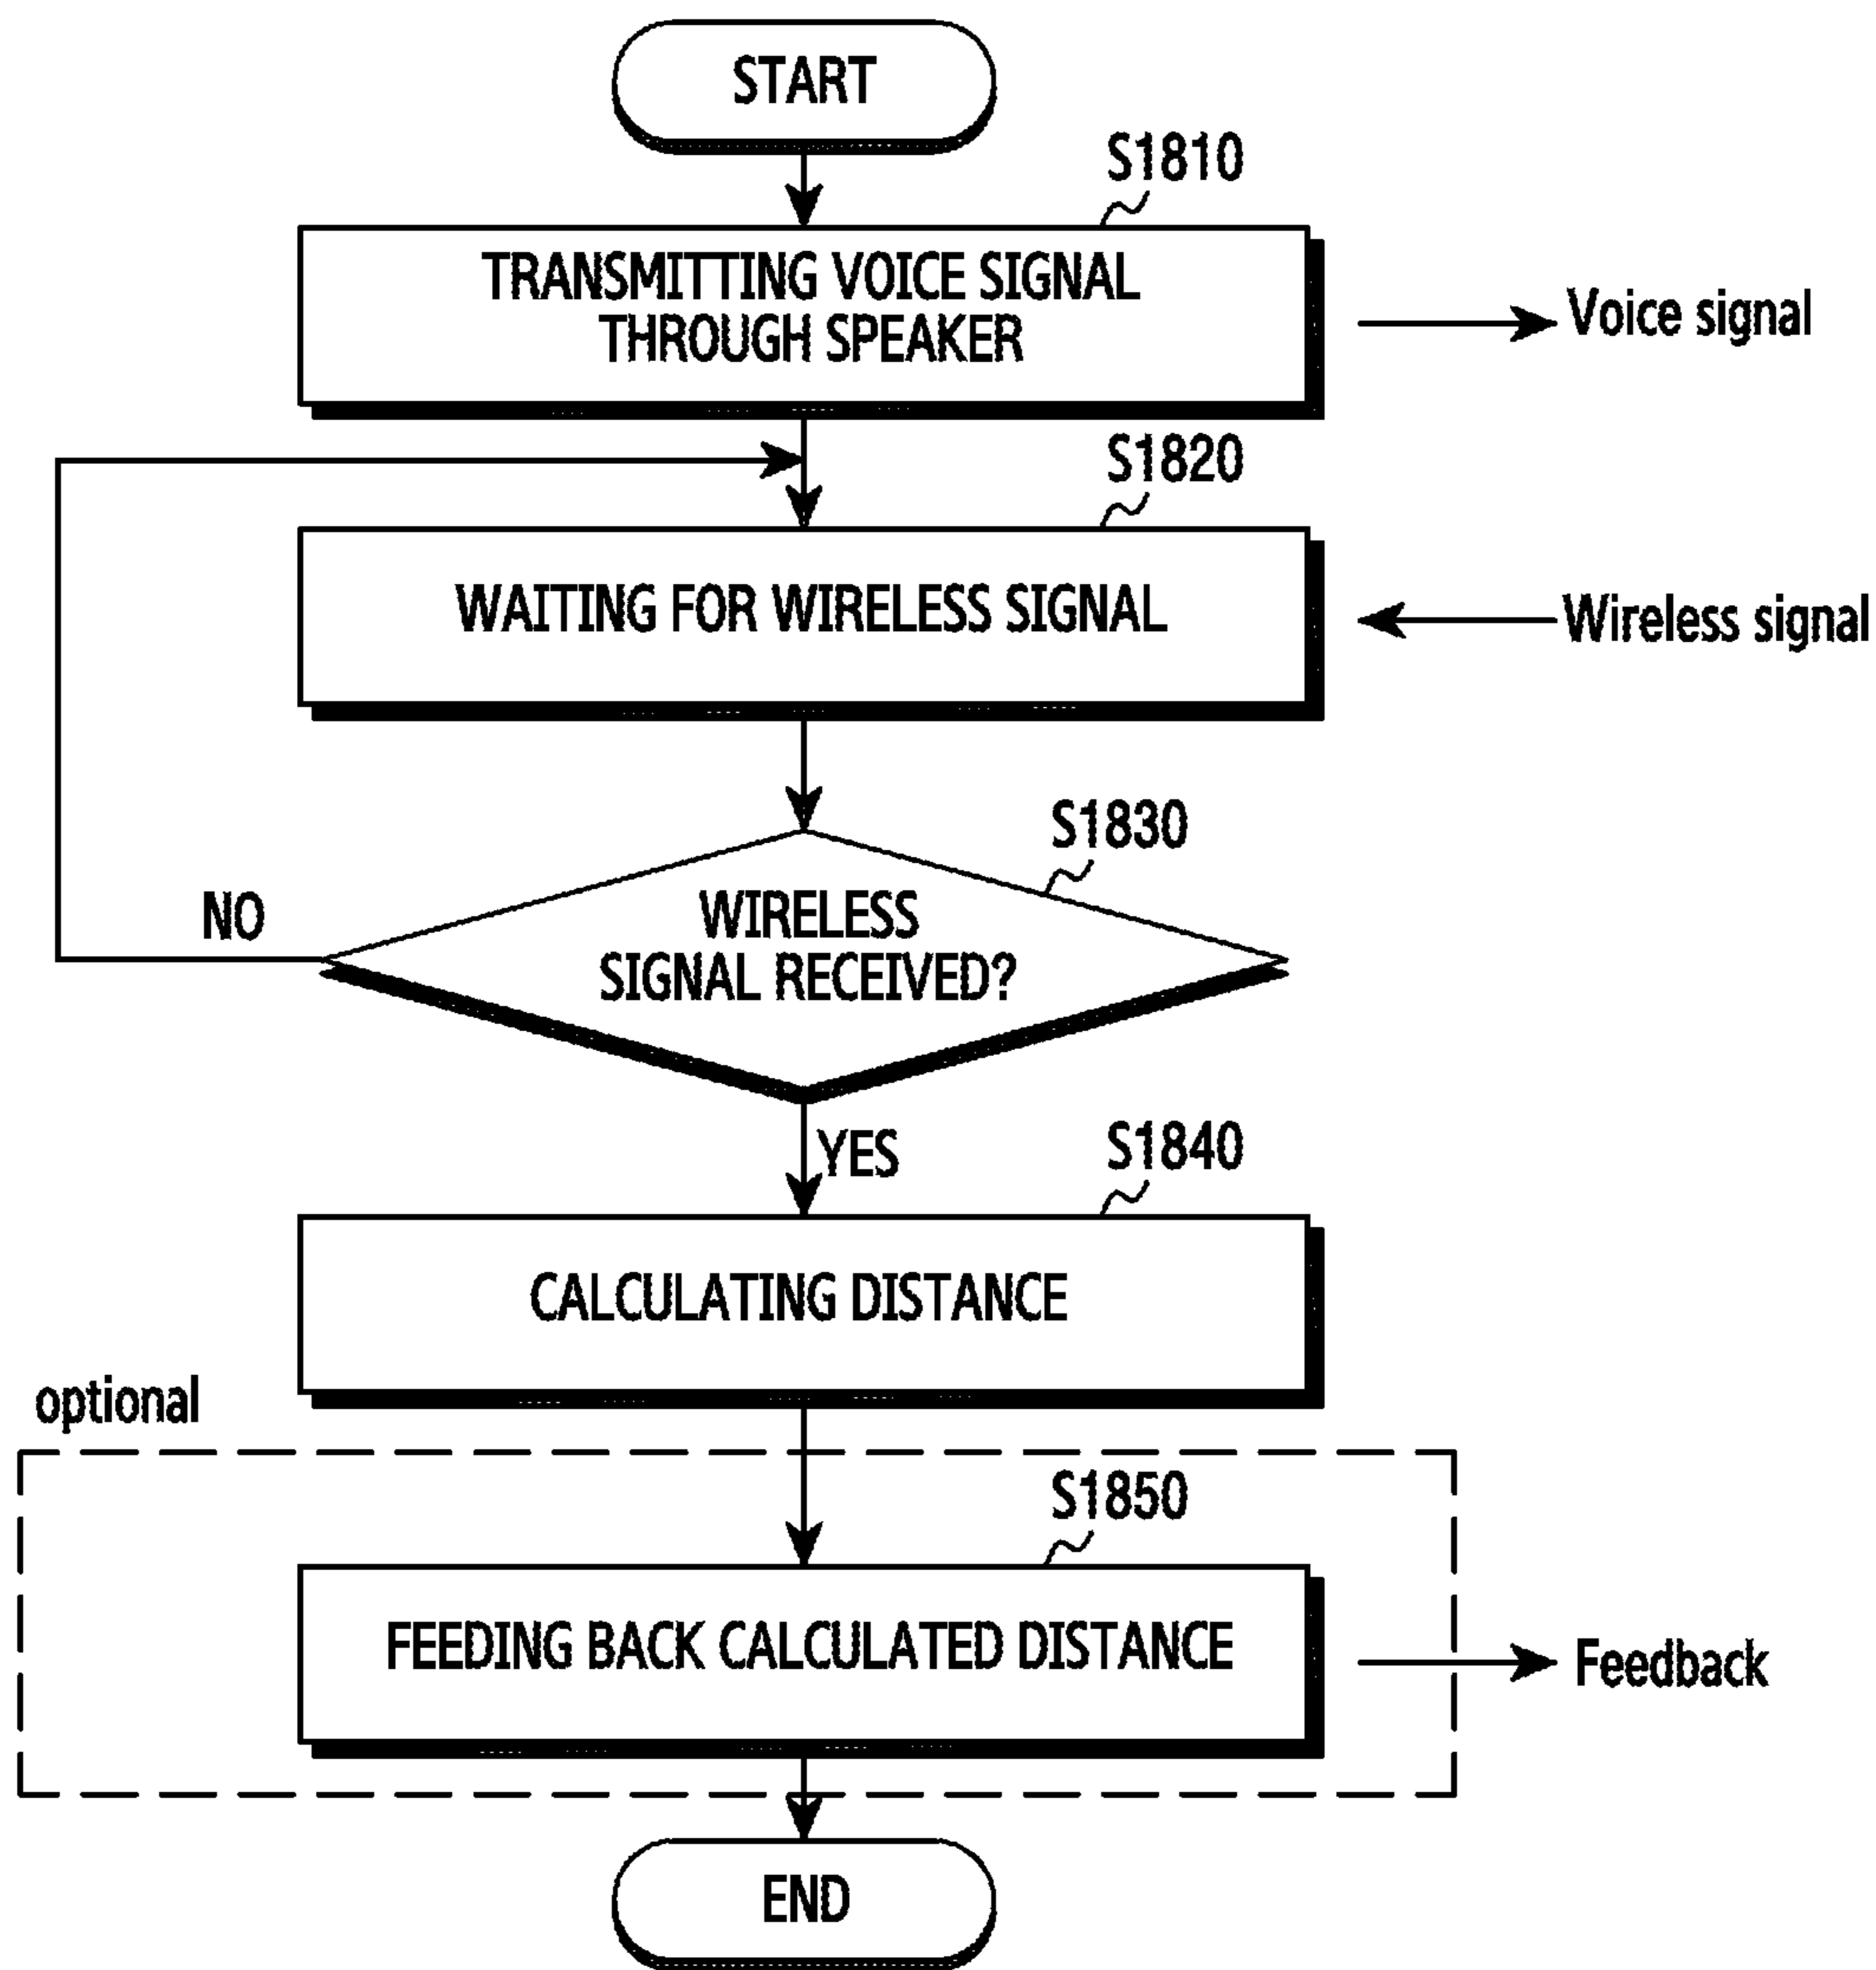 START
S1810
TRANSMITTING VOICE SIGNAL
THROUGH SPEAKER
Voice signal
S1820
WAITING FOR WIRELESS SIGNAL
Wireless signal
S1830
WIRELESS
SIGNAL RECEIVED?
NO
YES
S1840
CALCULATING DISTANCE
optional
S1850
FEEDING BACK CALCULATED DISTANCE
Feedback
END